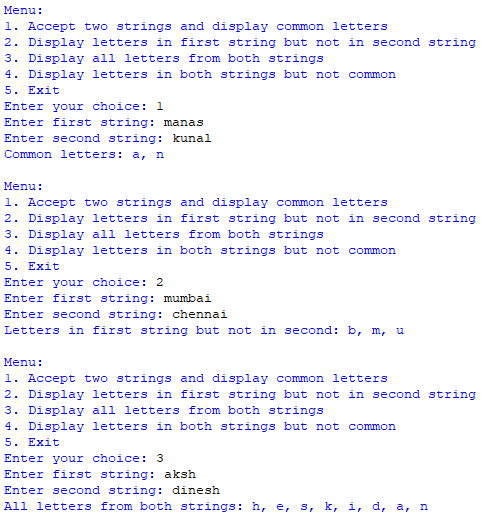 Menu:
1. Accept two strings and display common letters
2. Display letters in first string but not in second string
3. Display all letters from both strings
4. Display letters in both strings but not common
5. Exit
Enter your choice: 1
Enter first string: manas
Enter second string: kunal
Common letters: a, n
Menu:
1. Accept two strings and display common letters
2. Display letters in first string but not in second string
3. Display all letters from both strings
4. Display letters in both strings but not common
5. Exit
Enter your choice: 2
Enter first string: mumbai
Enter second string: chennai
Letters in first string but not in second: b, m, u
Menu:
1. Accept two strings and display common letters
2. Display letters in first string but not in second string
3. Display all letters from both strings
4. Display letters in both strings but not common
5. Exit
Enter your choice: 3
Enter first string: aksh
Enter second string: dinesh
All letters from both strings: h, e, s, k, i, d, a, n